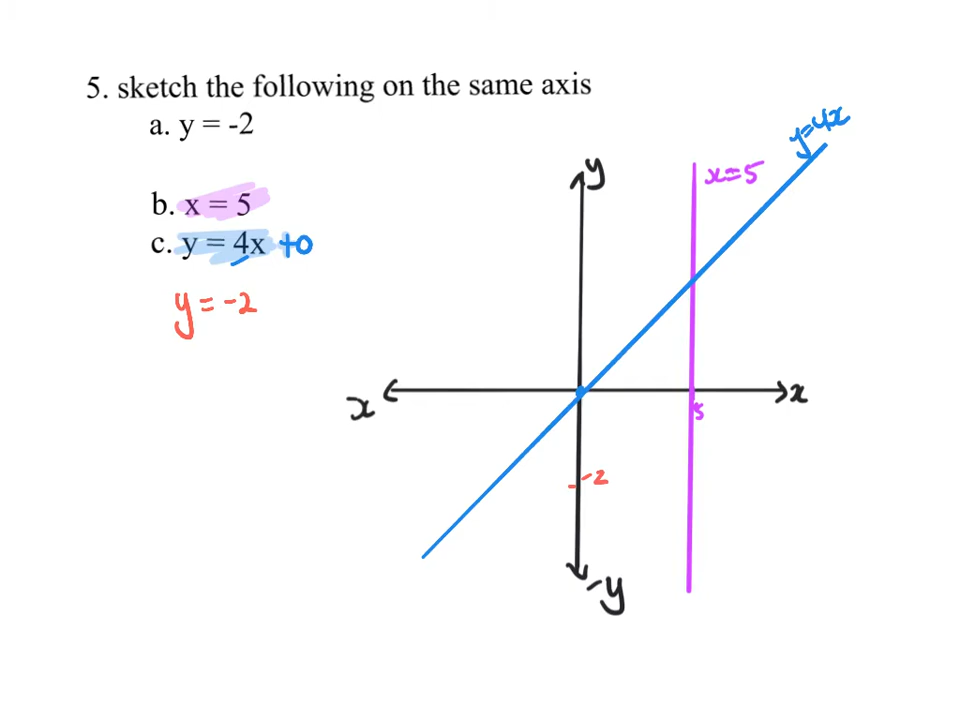 5. sketch the following on the same axis
a. y = -2
b. x = 5
c. y = 4x +0
y = -2
y=4x
x=5
y
x
x
5
-2
-y